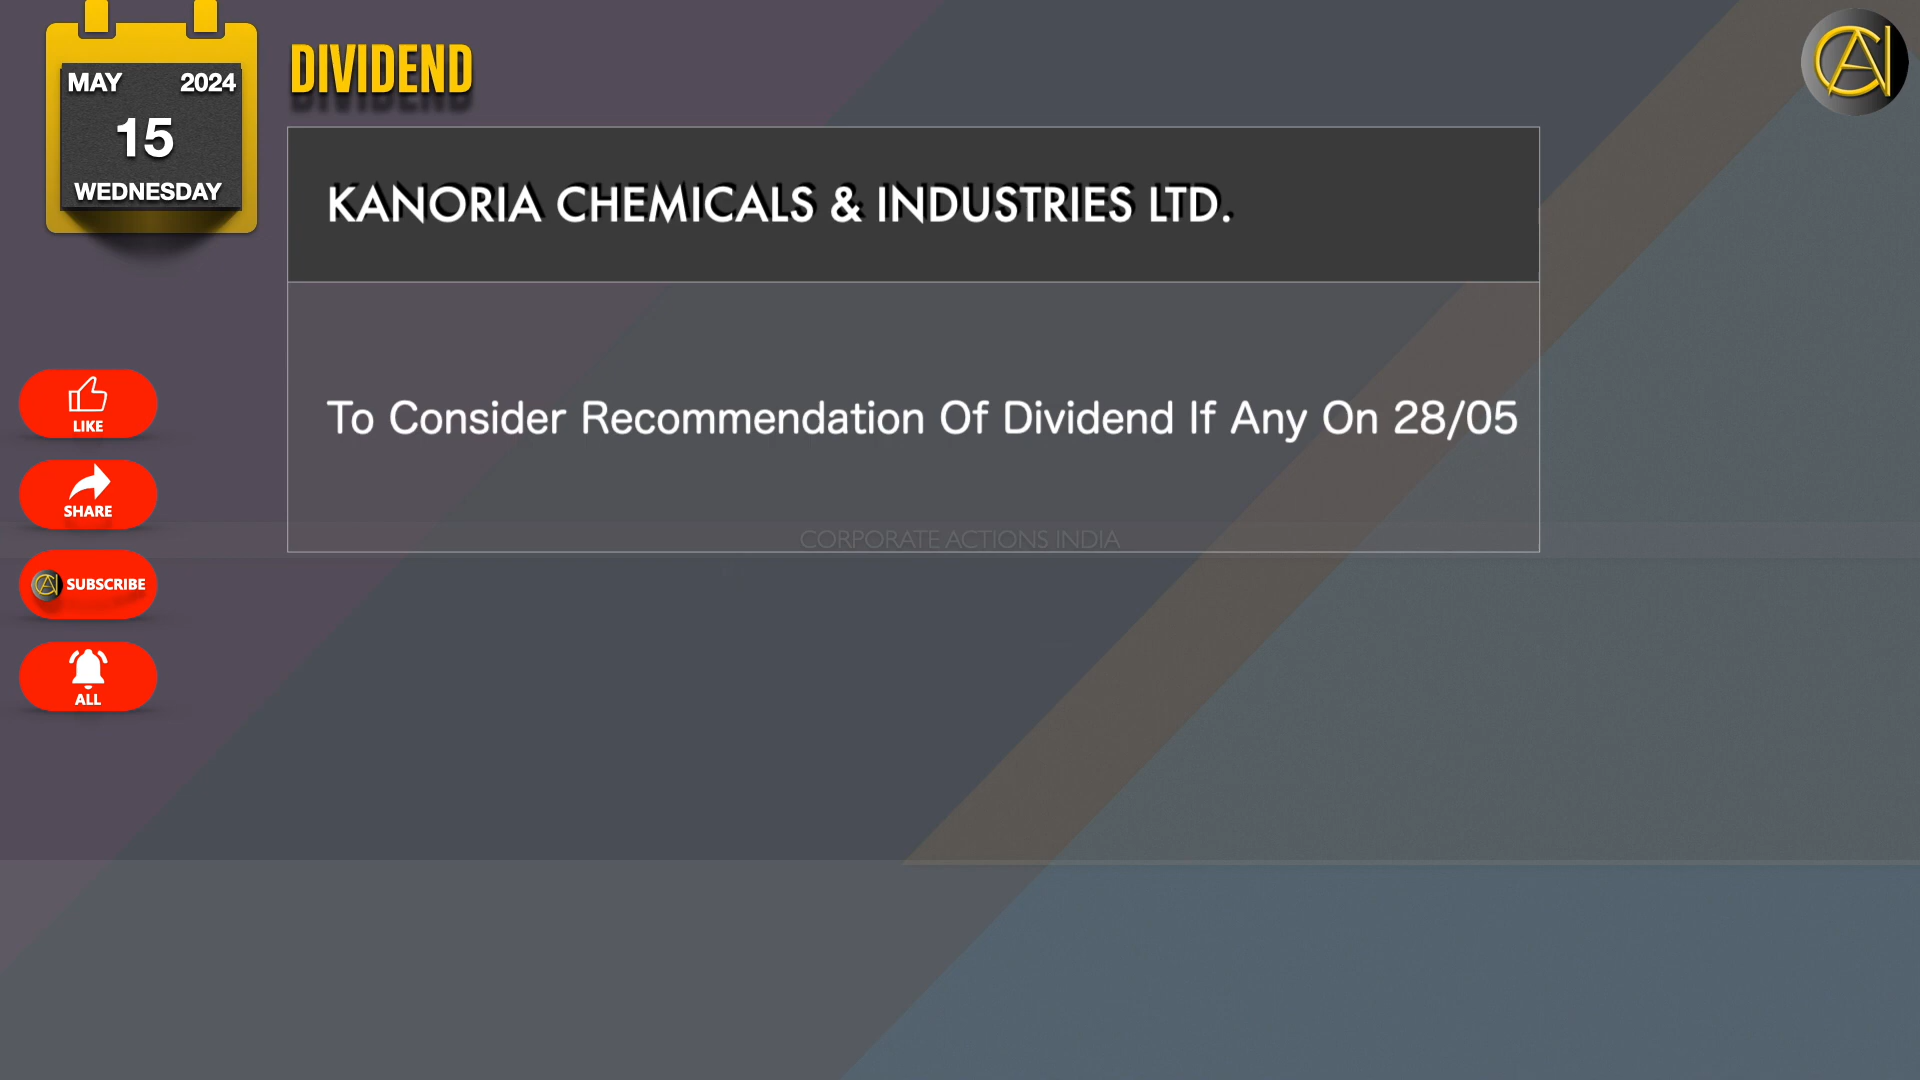 MAY 2024
15
WEDNESDAY
DIVIDEND
KANORIA CHEMICALS & INDUSTRIES LTD.
To Consider Recommendation Of Dividend If Any On 28/05
CORPORATE ACTIONS INDIA
LIKE
SHARE
SUBSCRIBE
ALL
CAI